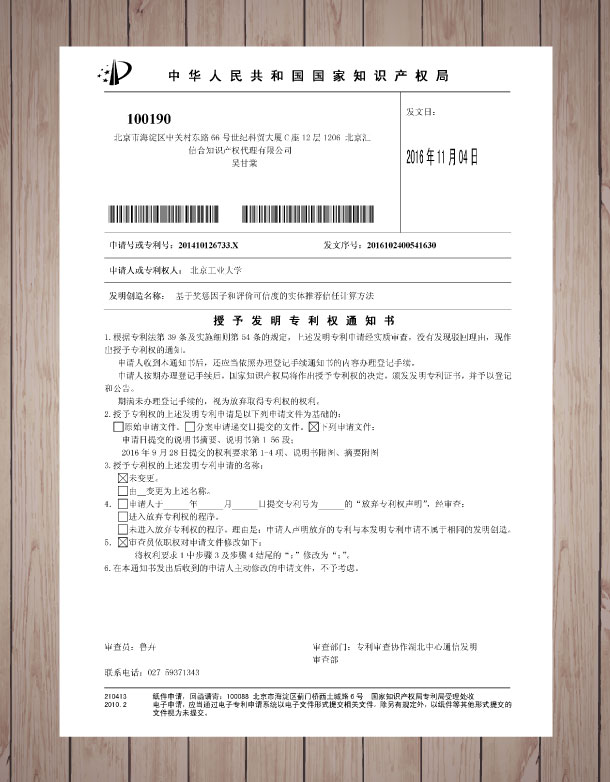 中华人民共和国国家知识产权局
100190
发文日：
北京市海淀区中关村东路 66 号世纪科贸大厦 C 座 12 层 1206 北京汇
信合知识产权代理有限公司
吴甘棠
2016 年 11 月 04 日
申请号或专利号：201410126733.X 发文序号：2016102400541630
申请人或专利权人： 北京工业大学
发明创造名称： 基于奖惩因子和评价可信度的实体推荐信任计算方法
授予发明专利权通知书
1.根据专利法第 39 条及实施细则第 54 条的规定，上述发明专利申请经实质审查，没有发现驳回理由，现作
出授予专利权的通知。
申请人收到本通知书后，还应当依照办理登记手续通知书的内容办理登记手续。
申请人按期办理登记手续后，国家知识产权局将作出授予专利权的决定，颁发发明专利证书，并予以登记
和公告。
期满未办理登记手续的，视为放弃取得专利权的权利。
2.授予专利权的上述发明专利申请是以下列申请文件为基础的：
□原始申请文件。□分案申请递交日提交的文件。☒下列申请文件：
申请日提交的说明书摘要、说明书第 1-56 段；
2016 年 9 月 28 日提交的权利要求第 1-4 项、说明书附图、摘要附图
3.授予专利权的上述发明专利申请的名称：
☒未变更。
□由__变更为上述名称。
4. □申请人于____年____月____日提交专利号为____的“放弃专利权声明”，经审查：
□进入放弃专利权的程序。
□未进入放弃专利权的程序。理由是：申请人声明放弃的专利与本发明专利申请不属于相同的发明创造。
5. ☒审查员依职权对申请文件修改如下：
将权利要求 1 中步骤 3 及步骤 4 结尾的“；”修改为“；”。
6.在本通知书发出后收到的申请人主动修改的申请文件，不予考虑。
审查员：鲁卉 审查部门：专利审查协作湖北中心通信发明
审查部
联系电话：027 59371343
210413 纸件申请，回函请寄：100088 北京市海淀区蓟门桥西土城路 6 号 国家知识产权局专利局受理处收
2010.2 电子申请，应当通过电子专利申请系统以电子文件形式提交相关文件。除另有规定外，以纸件等其他形式提交的
文件视为未提交。